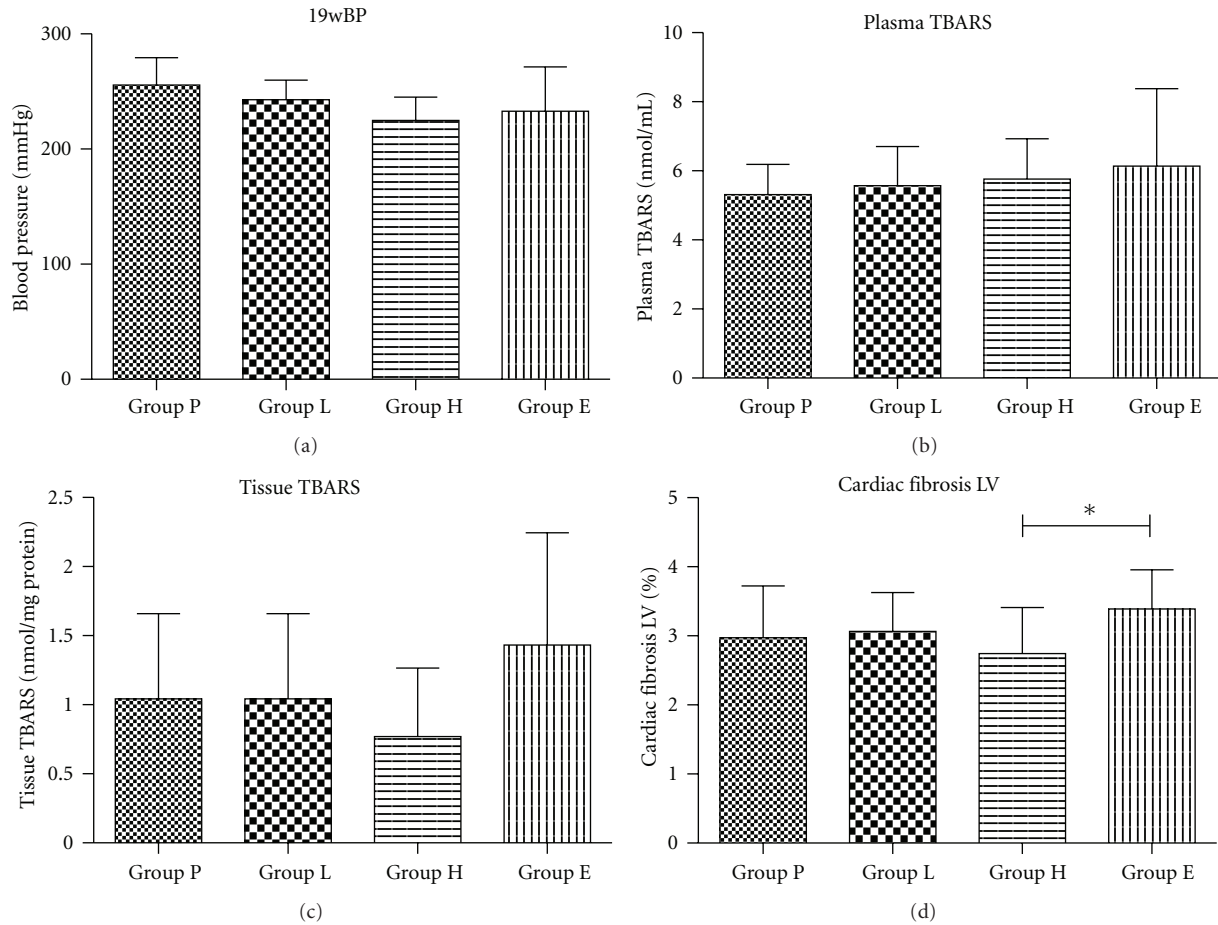 19wBP
Blood pressure (mmHg)
300
200
100
0
Group P Group L Group H Group E
(a)
Plasma TBARS
Plasma TBARS (nmol/mL)
10
8
6
4
2
0
Group P Group L Group H Group E
(b)
Tissue TBARS
Tissue TBARS (nmol/mg protein)
2.5
2
1.5
1
0.5
0
Group P Group L Group H Group E
(c)
Cardiac fibrosis LV
Cardiac fibrosis LV (%)
5
4
3
2
1
0
*
Group P Group L Group H Group E
(d)